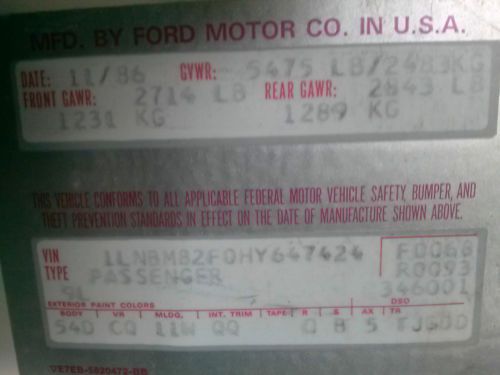 MFD. BY FORD MOTOR CO. IN U.S.A.
DATE: 11/86 GVWR: 5475 LB/2483KG
FRONT GAWR: 2714 LB REAR GAWR: 2843 LB
1231 KG 1289 KG
THIS VEHICLE CONFORMS TO ALL APPLICABLE FEDERAL MOTOR VEHICLE SAFETY, BUMPER, AND
THEFT PREVENTION STANDARDS IN EFFECT ON THE DATE OF MANUFACTURE SHOWN ABOVE.
VIN 1LNBM82F0HY647424 F0068
TYPE PASSENGER R0093
9L 346001
EXTERIOR PAINT COLORS DSO
BODY VR MLDG. INT. TRIM TAPE R S AX TR
54D CQ 11W QQ Q B 5